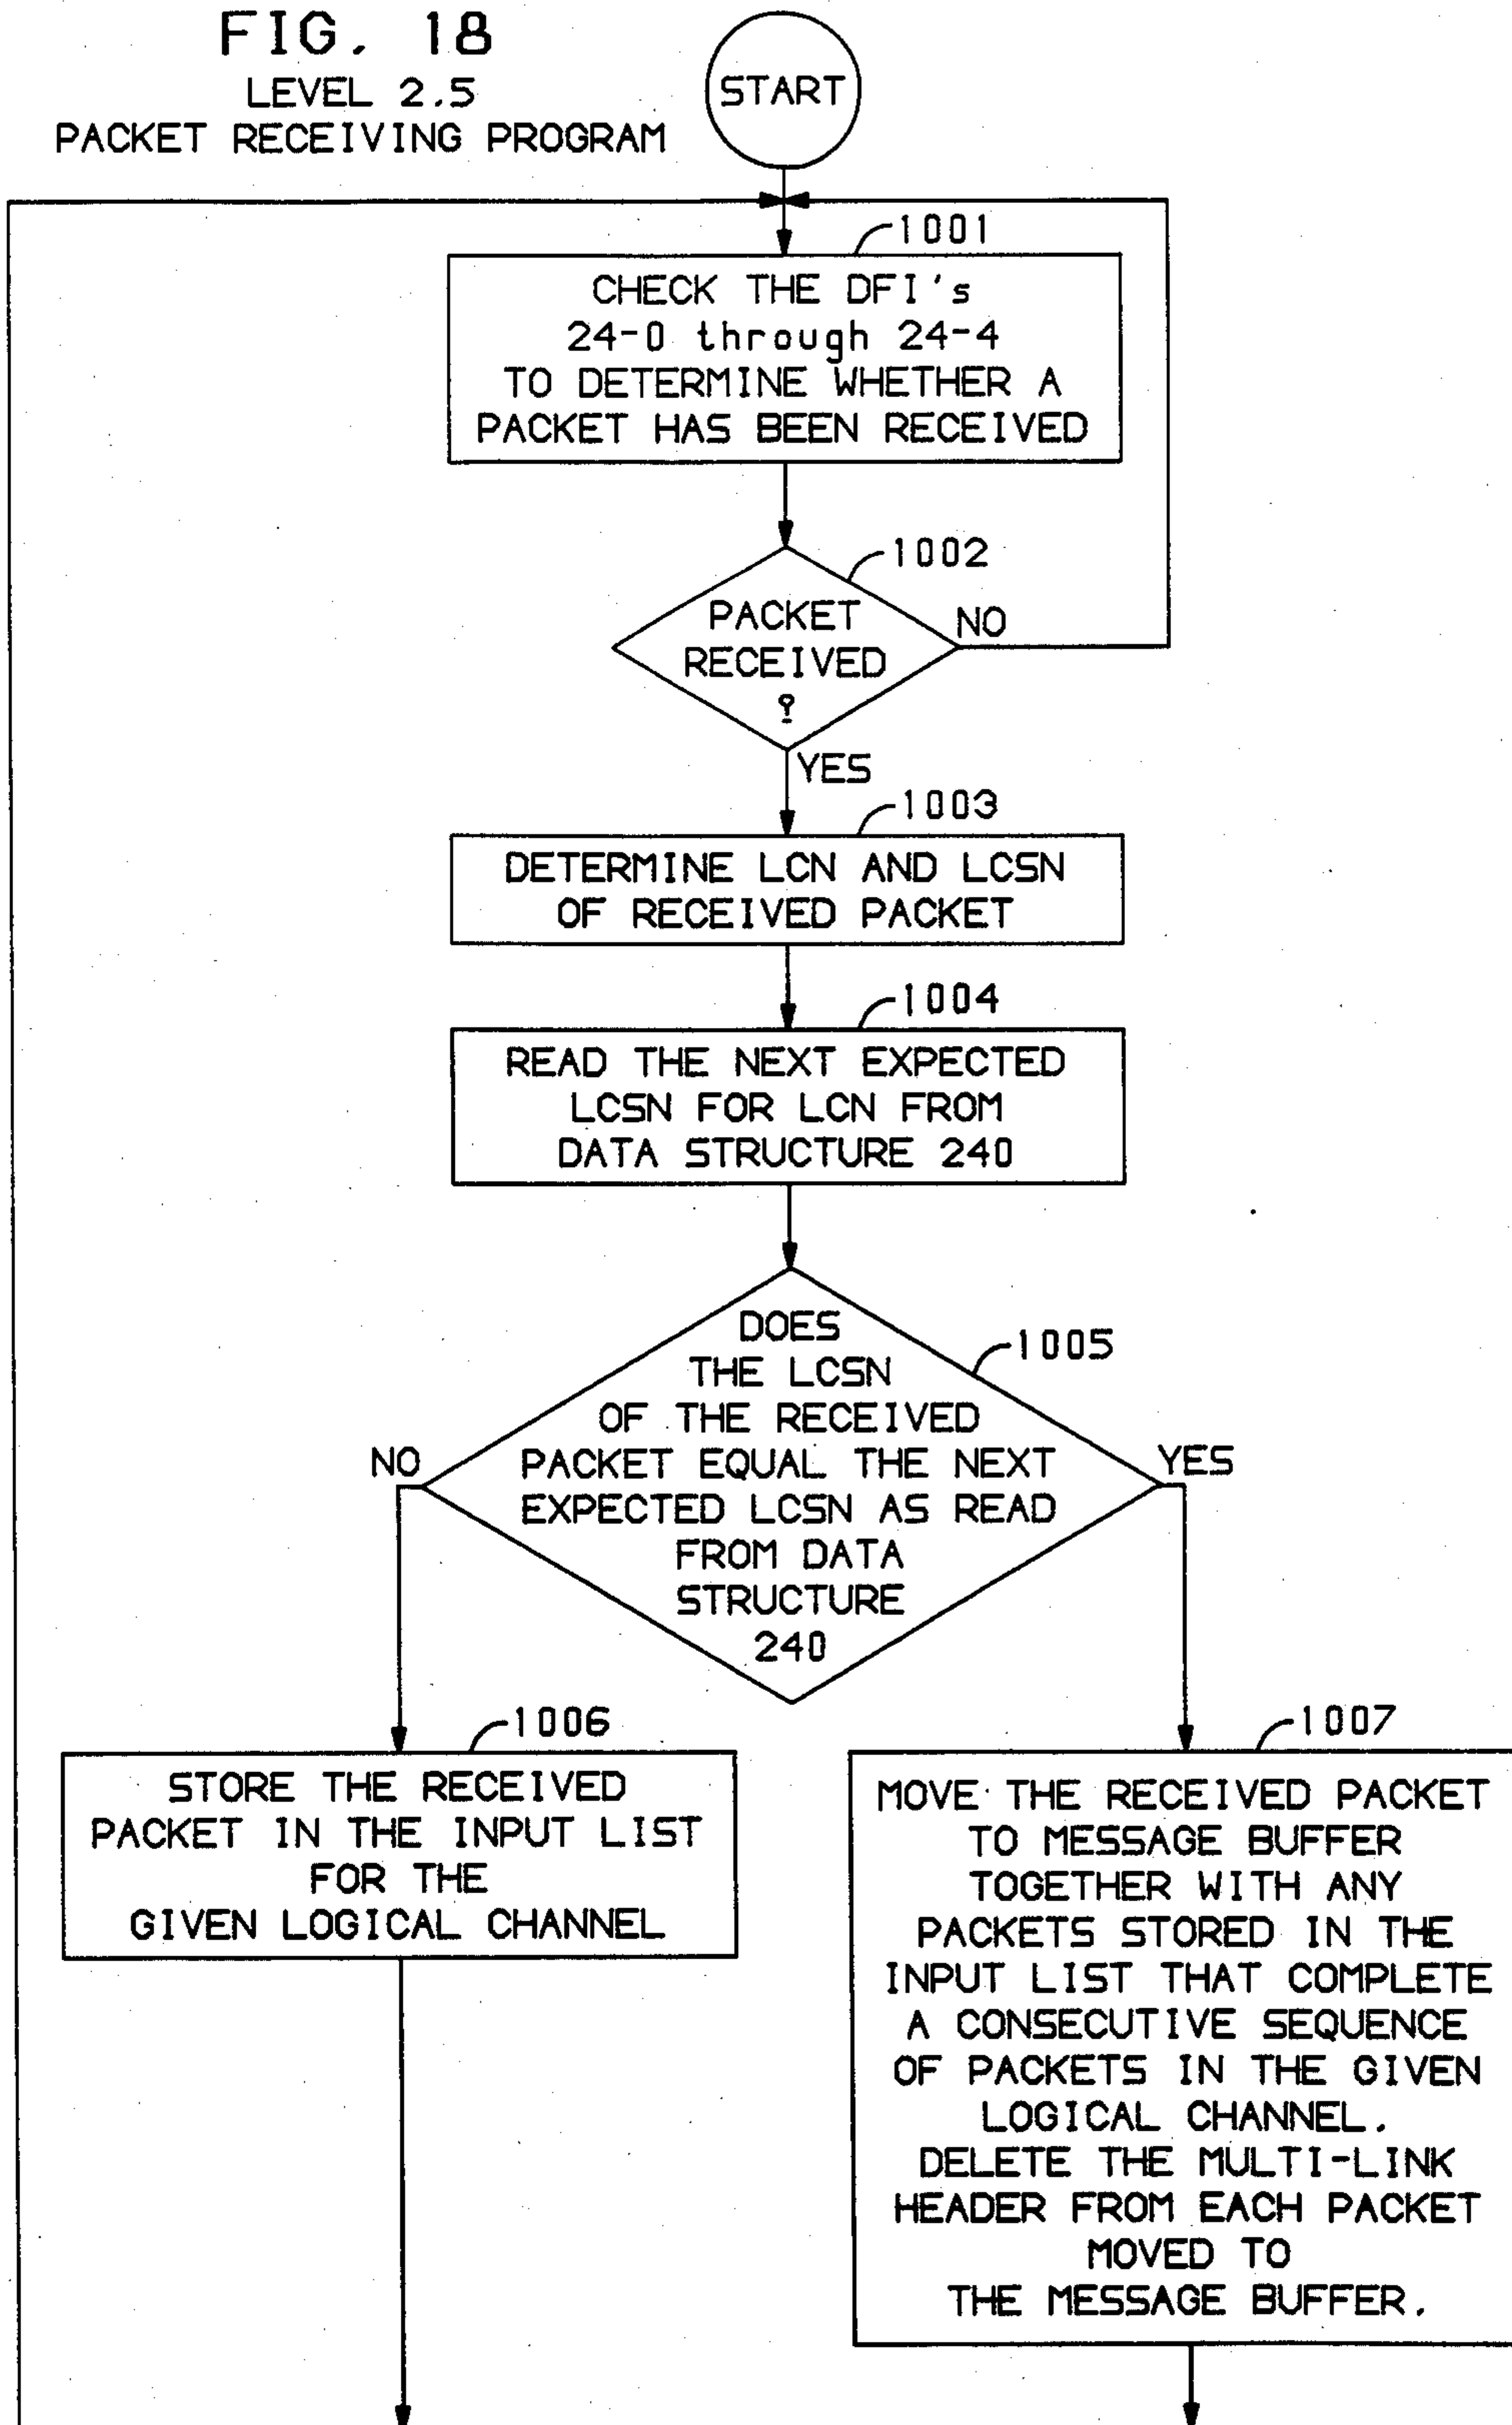 FIG. 18
LEVEL 2.5
PACKET RECEIVING PROGRAM
START
1001
CHECK THE DFI's
24-0 through 24-4
TO DETERMINE WHETHER A
PACKET HAS BEEN RECEIVED
1002
PACKET
RECEIVED
?
NO
YES
1003
DETERMINE LCN AND LCSN
OF RECEIVED PACKET
1004
READ THE NEXT EXPECTED
LCSN FOR LCN FROM
DATA STRUCTURE 240
1005
DOES
THE LCSN
OF THE RECEIVED
PACKET EQUAL THE NEXT
EXPECTED LCSN AS READ
FROM DATA
STRUCTURE
240
NO
YES
1006
STORE THE RECEIVED
PACKET IN THE INPUT LIST
FOR THE
GIVEN LOGICAL CHANNEL
1007
MOVE THE RECEIVED PACKET
TO MESSAGE BUFFER
TOGETHER WITH ANY
PACKETS STORED IN THE
INPUT LIST THAT COMPLETE
A CONSECUTIVE SEQUENCE
OF PACKETS IN THE GIVEN
LOGICAL CHANNEL.
DELETE THE MULTI-LINK
HEADER FROM EACH PACKET
MOVED TO
THE MESSAGE BUFFER.